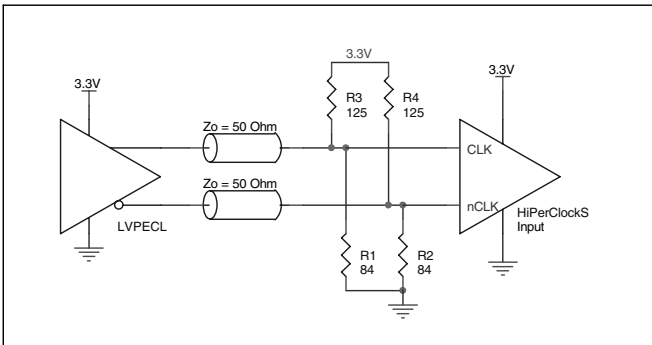 3.3V
3.3V
3.3V
R3
125
R4
125
Zo = 50 Ohm
CLK
Zo = 50 Ohm
nCLK
HiPerClockS
Input
LVPECL
R1
84
R2
84